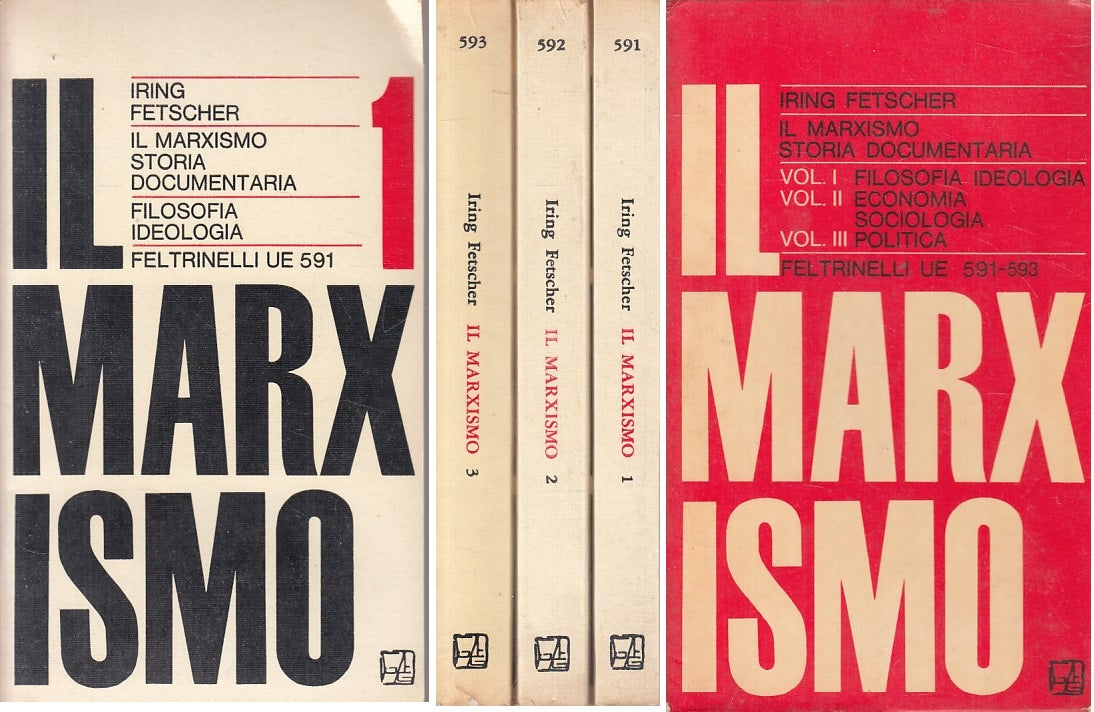 IL
1
IRING
FETSCHER
IL MARXISMO
STORIA
DOCUMENTARIA
FILOSOFIA
IDEOLOGIA
FELTRINELLI UE 591
MARX
ISMO
593
Iring Fetscher IL MARXISMO 3
592
Iring Fetscher IL MARXISMO 2
591
Iring Fetscher IL MARXISMO 1
IL
IRING FETSCHER
IL MARXISMO
STORIA DOCUMENTARIA
VOL. I FILOSOFIA IDEOLOGIA
VOL. II ECONOMIA
SOCIOLOGIA
VOL. III POLITICA
FELTRINELLI UE 591-593
MARX
ISMO